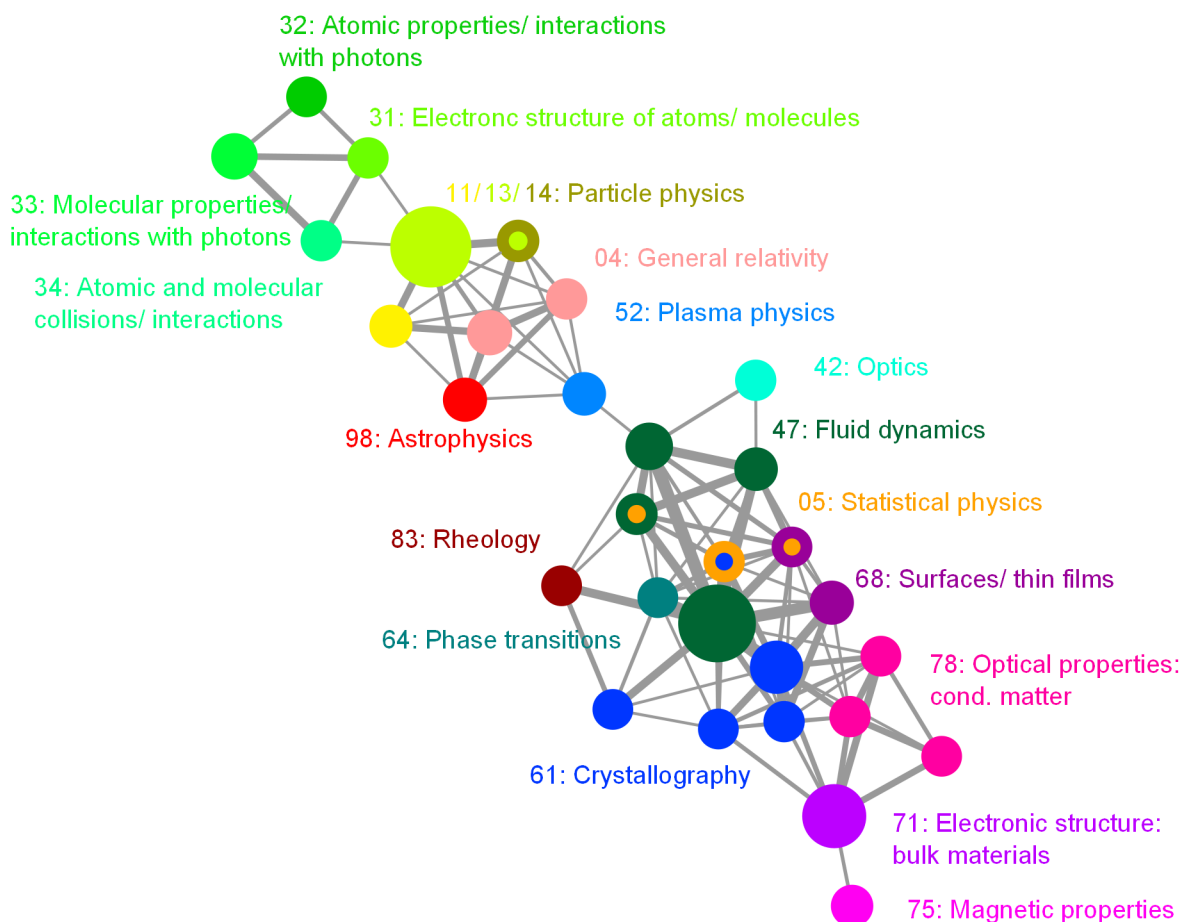 32: Atomic properties/ interactions
with photons
31: Electronc structure of atoms/ molecules
11/13/14: Particle physics
33: Molecular properties/
interactions with photons
04: General relativity
34: Atomic and molecular
collisions/ interactions
52: Plasma physics
42: Optics
98: Astrophysics
47: Fluid dynamics
05: Statistical physics
83: Rheology
68: Surfaces/ thin films
64: Phase transitions
78: Optical properties:
cond. matter
61: Crystallography
71: Electronic structure:
bulk materials
75: Magnetic properties